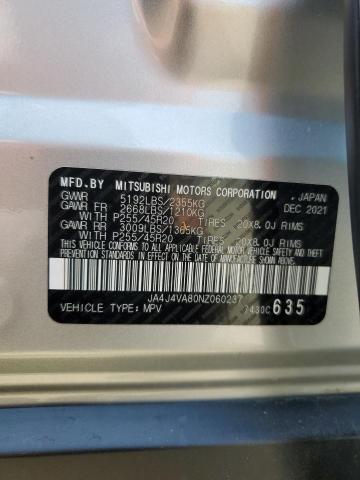 MFD.BY MITSUBISHI MOTORS CORPORATION, JAPAN
GVWR 5192LBS/2355KG DEC 2021
GAWR FR 2668LBS/1210KG
WITH P255/45R20 TIRES 20X8.0J RIMS
GAWR RR 3009LBS/1365KG
WITH P255/45R20 TIRES 20X8.0J RIMS
THIS VEHICLE CONFORMS TO ALL APPLICABLE FEDERAL MOTOR VEHICLE SAFETY, BUMPER, AND THEFT
PREVENTION STANDARDS IN EFFECT ON THE DATE OF MANUFACTURE SHOWN ABOVE.
JA4J4VA80NZ060237
VEHICLE TYPE: MPV 7430C 635